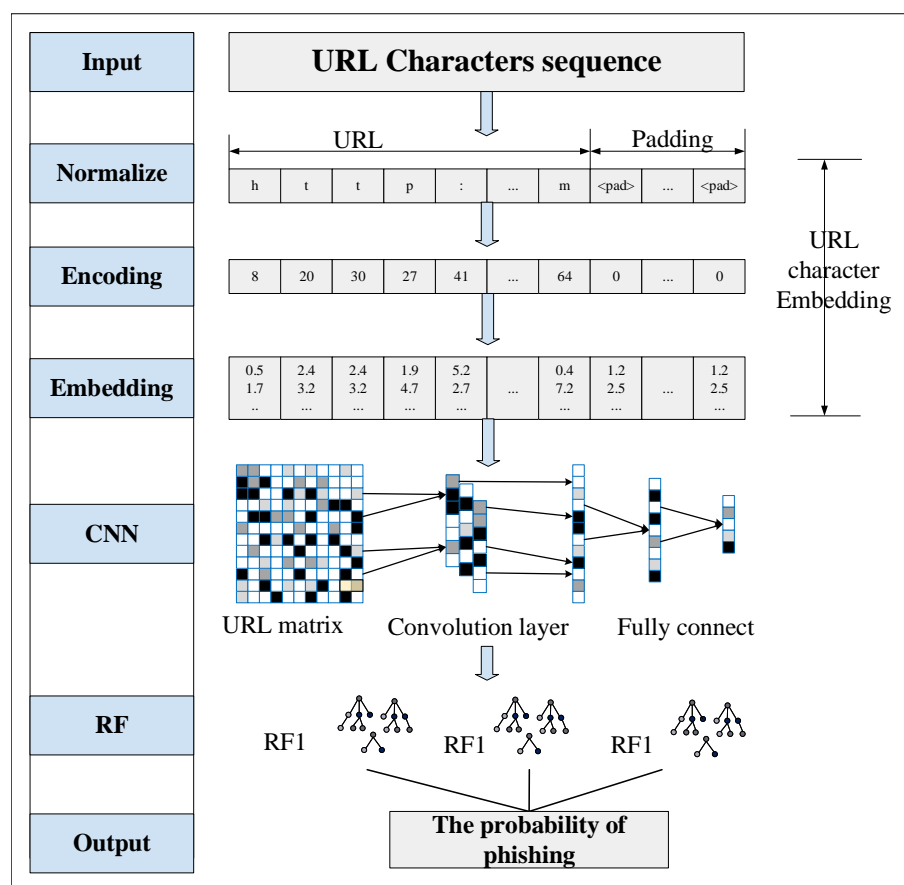 Input
URL Characters sequence
URL
Padding
Normalize
h t t p : ... m <pad> ... <pad>
URL
character
Embedding
Encoding
8 20 30 27 41 ... 64 0 ... 0
Embedding
0.5 2.4 2.4 1.9 5.2 0.4 1.2 1.2
1.7 3.2 3.2 4.7 2.7 ... 7.2 2.5 ... 2.5
.. ... ... ... ... ... ... ...
CNN
URL matrix
Convolution layer
Fully connect
RF
RF1
RF1
RF1
Output
The probability of
phishing